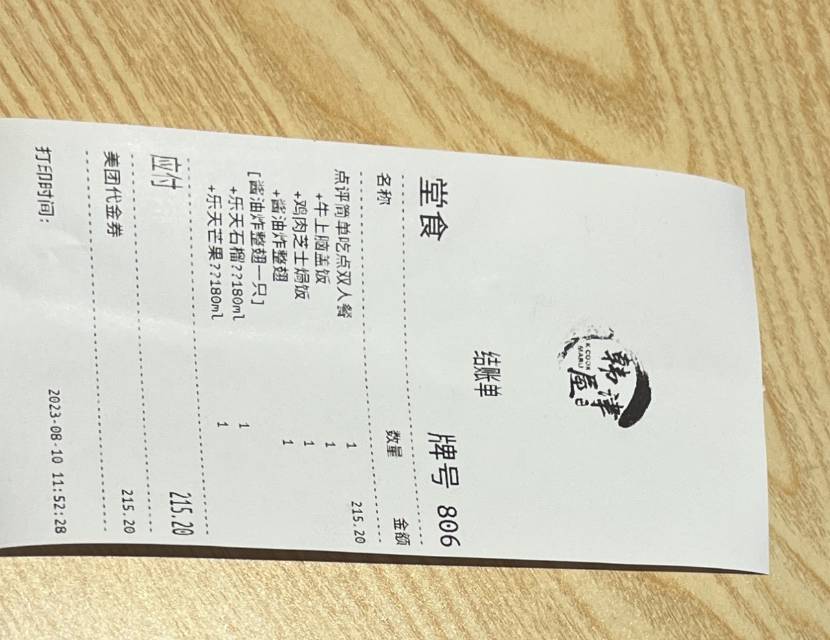 韩津
屋
K.COOK
MARU
结账单
堂食 牌号 806
名称 数量 金额
点评简单吃点双人餐 1 215.20
+牛上脑盖饭 1
+鸡肉芝士焗饭 1
+酱油炸整翅 1
[酱油炸整翅一只]
+乐天石榴??180ml 1
+乐天芒果??180ml 1
应付 215.20
美团代金券 215.20
打印时间: 2023-08-10 11:52:28